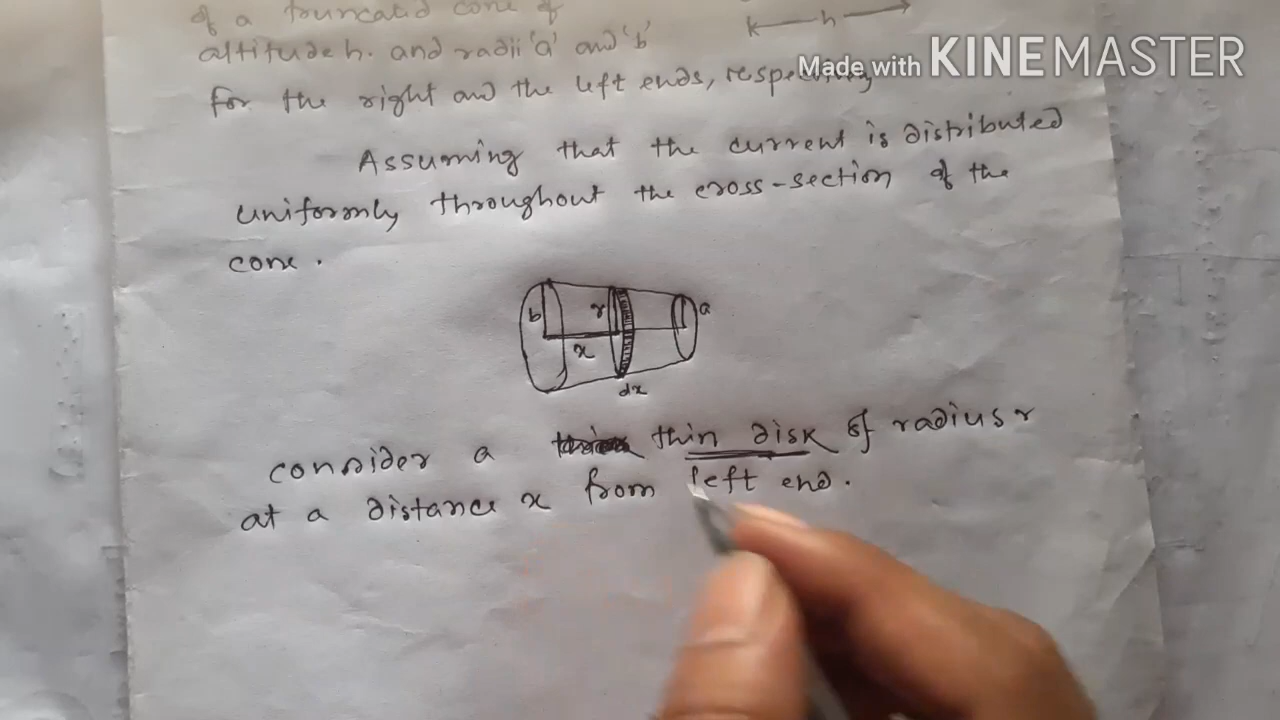 of a truncated cone of
altitude h. and radii 'a' and 'b'
k h
Made with KINEMASTER
for the right and the left ends, respectively
Assuming that the current is distributed
uniformly throughout the cross-section of the
cone.
b r a
x
dx
consider a thin disk of radius r
at a distance x from left end.